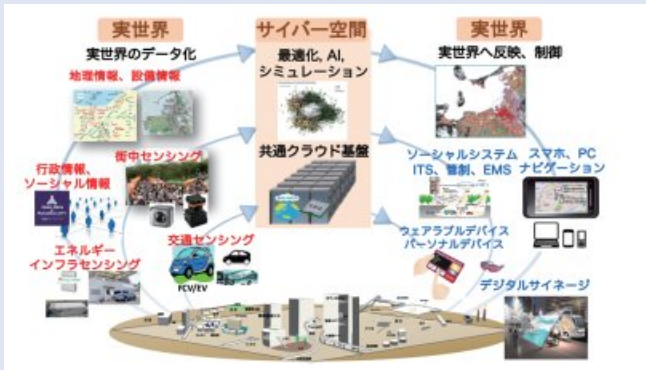 実世界
サイバー空間
実世界
実世界のデータ化
最適化, AI,
シミュレーション
実世界へ反映、制御
地理情報、設備情報
共通クラウド基盤
街中センシング
行政情報、
ソーシャル情報
ソーシャルシステム
ITS、管制、EMS
スマホ、PC
ナビゲーション
エネルギー
インフラセンシング
交通センシング
FCV/EV
ウェアラブルデバイス
パーソナルデバイス
デジタルサイネージ